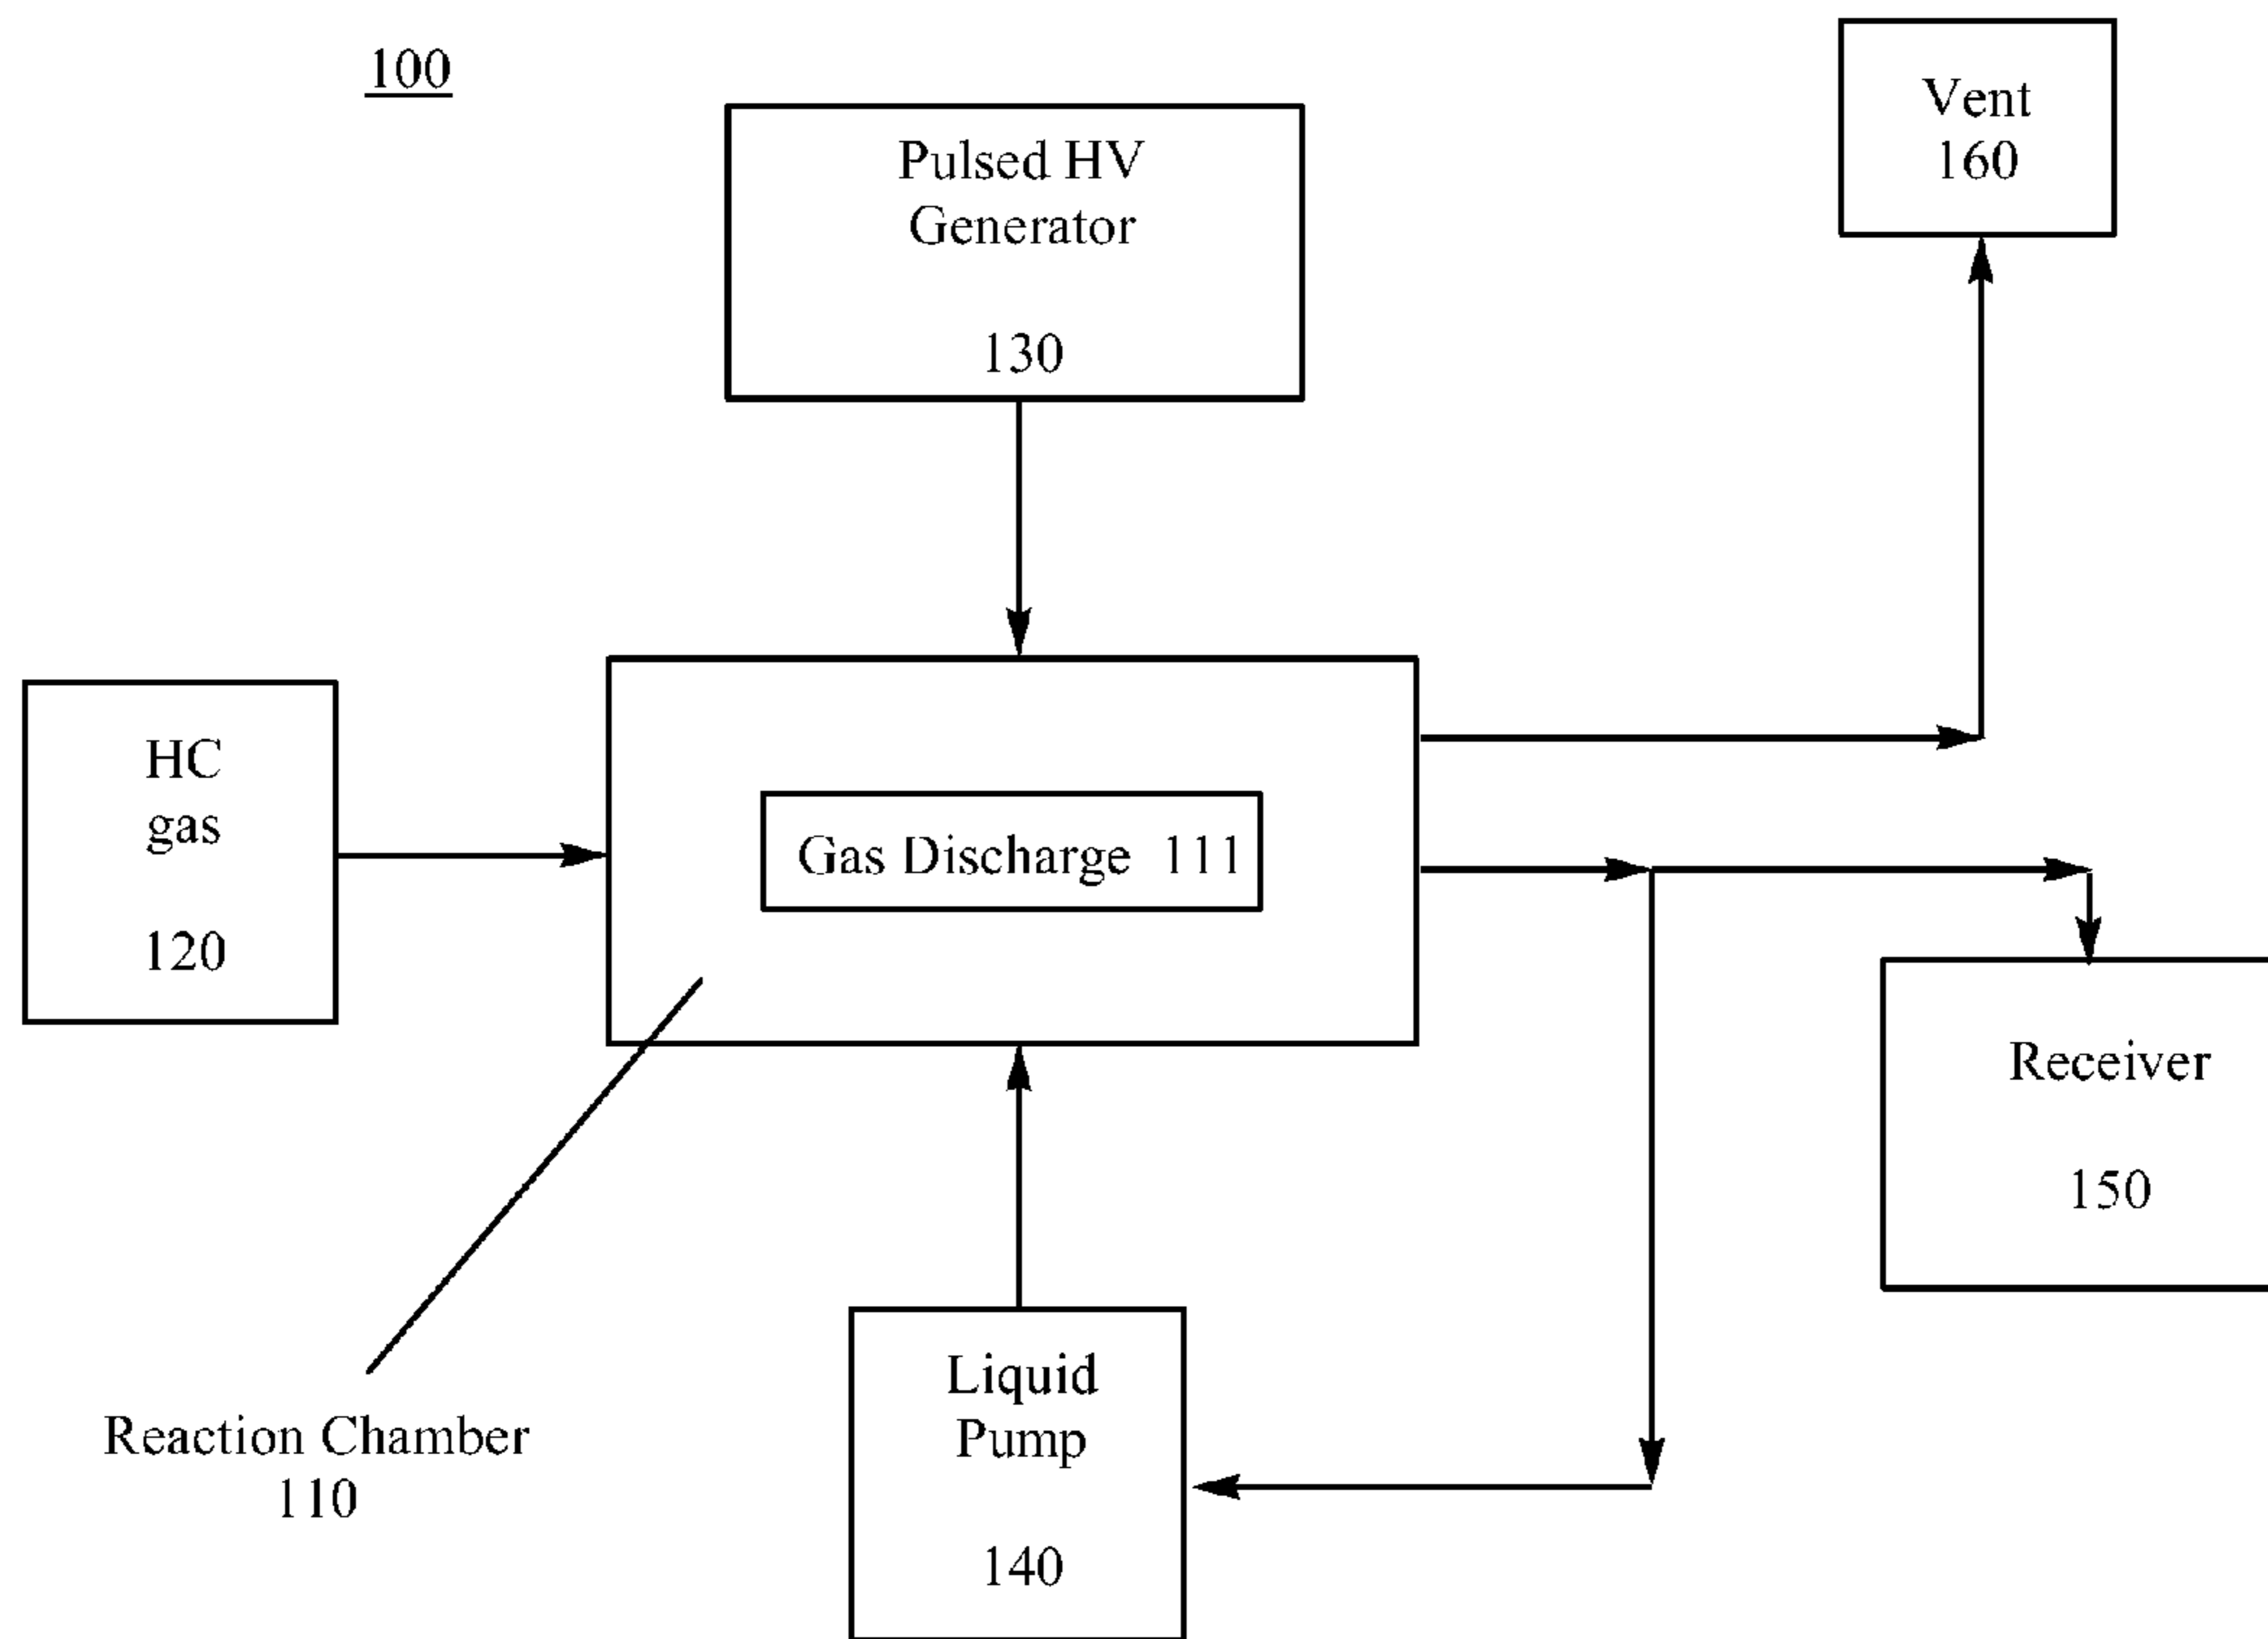 100
Pulsed HV
Generator
130
Vent
160
HC
gas
120
Gas Discharge 111
Receiver
150
Liquid
Pump
140
Reaction Chamber
110